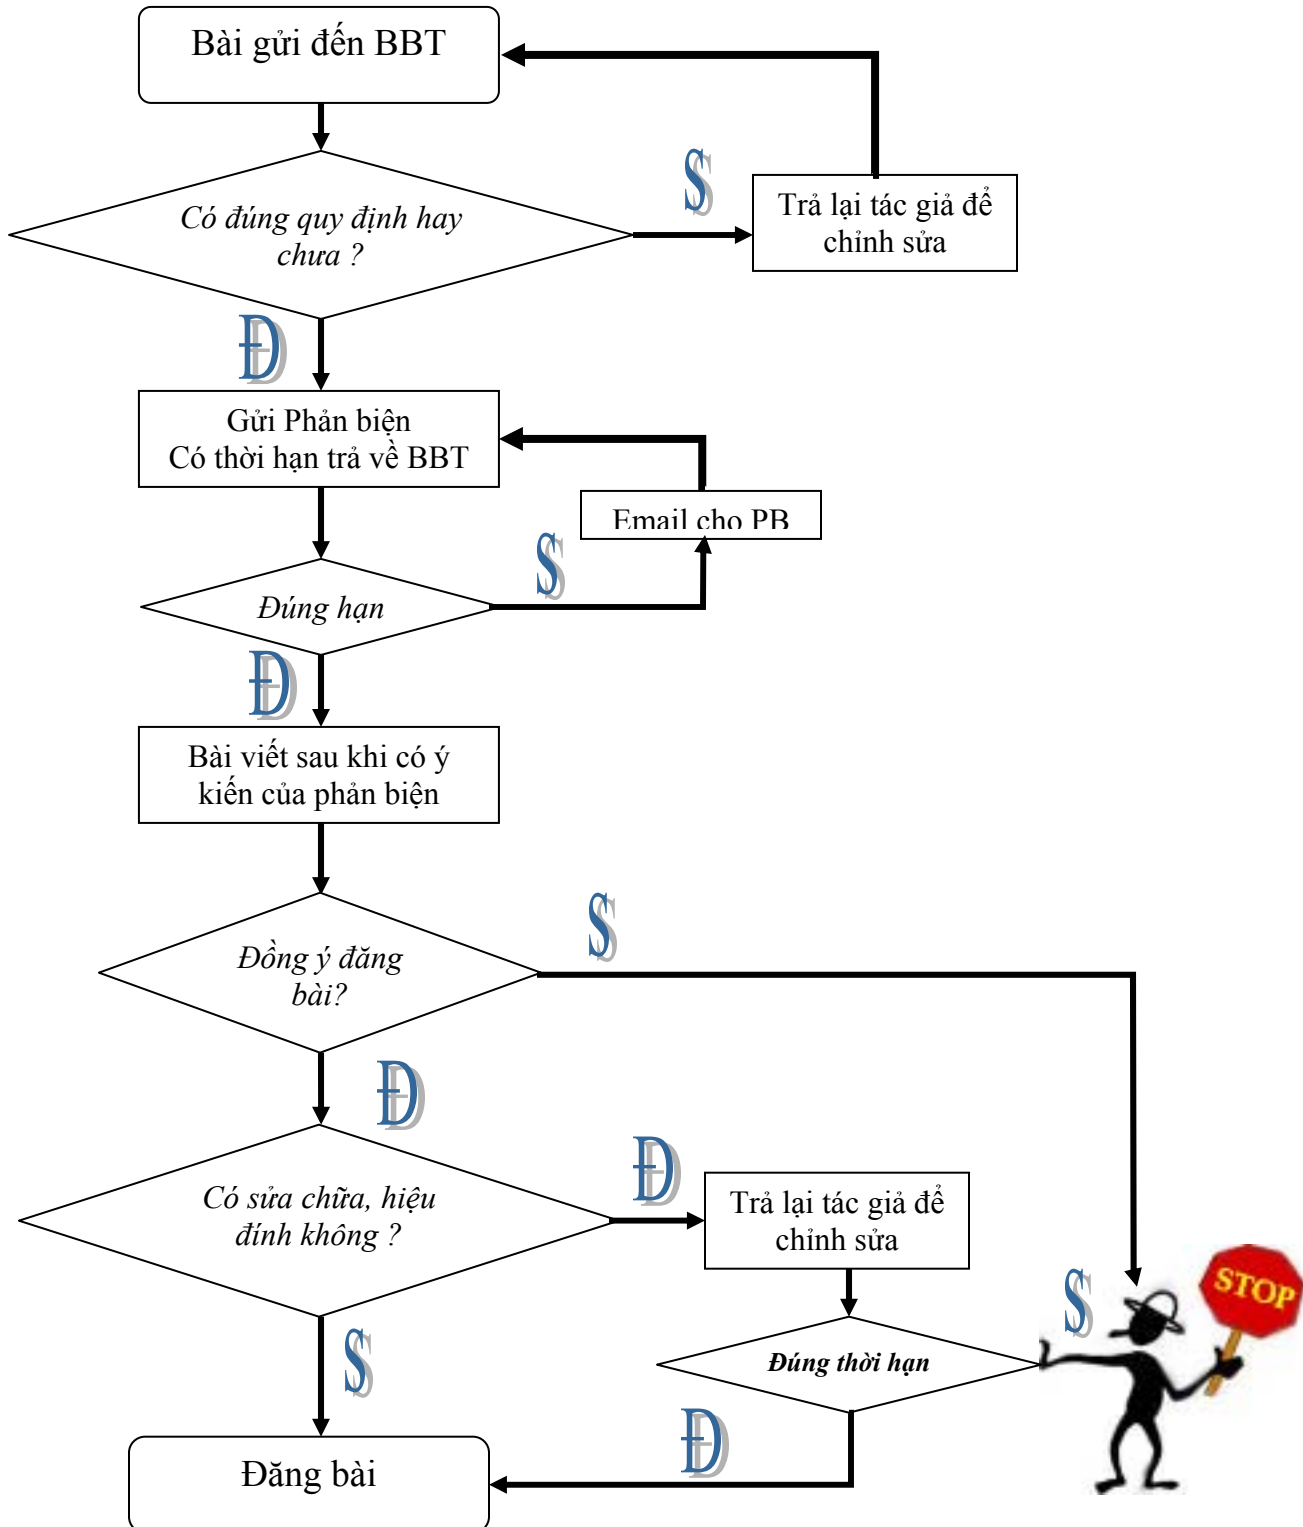 Bài gửi đến BBT
Có đúng quy định hay
chưa ?
S
Trả lại tác giả để
chỉnh sửa
Đ
Gửi Phản biện
Có thời hạn trả về BBT
Email cho PB
S
Đúng hạn
Đ
Bài viết sau khi có ý
kiến của phản biện
S
Đồng ý đăng
bài?
Đ
Có sửa chữa, hiệu
đính không ?
Đ
Trả lại tác giả để
chỉnh sửa
STOP
S
Đúng thời hạn
S
Đ
Đăng bài